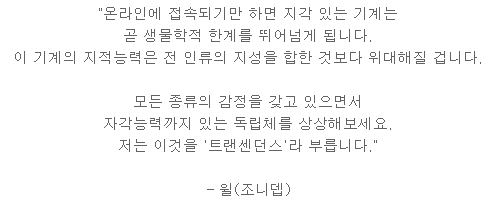 "온라인에 접속되기만 하면 지각 있는 기계는
곧 생물학적 한계를 뛰어넘게 됩니다.
이 기계의 지적능력은 전 인류의 지성을 합한 것보다 위대해질 겁니다.
모든 종류의 감정을 갖고 있으면서
자각능력까지 있는 독립체를 상상해보세요.
저는 이것을 '트랜센던스'라 부릅니다."
- 윌(조니뎁)